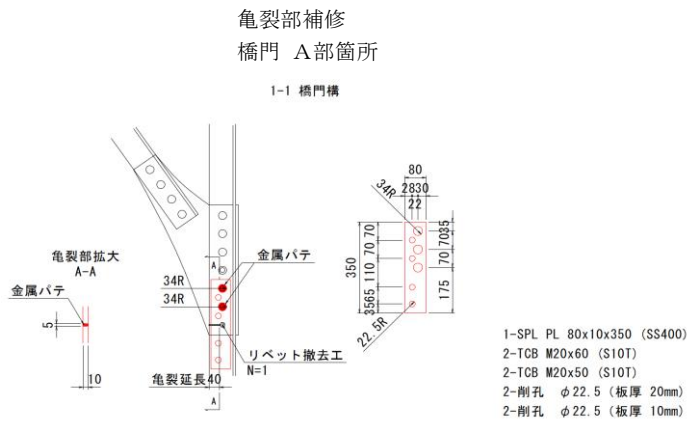 亀裂部補修
橋門 A部箇所
1-1 橋門構
80
34R
2830
22
亀裂部拡大
A-A
金属パテ
5
10
A
金属パテ
34R
34R
リベット撤去工
N=1
亀裂延長40
A
350
70
70
110
65
35
22.5R
35
70
70
175
1-SPL PL 80x10x350 (SS400)
2-TCB M20x60 (S10T)
2-TCB M20x50 (S10T)
2-削孔 φ22.5 (板厚 20mm)
2-削孔 φ22.5 (板厚 10mm)